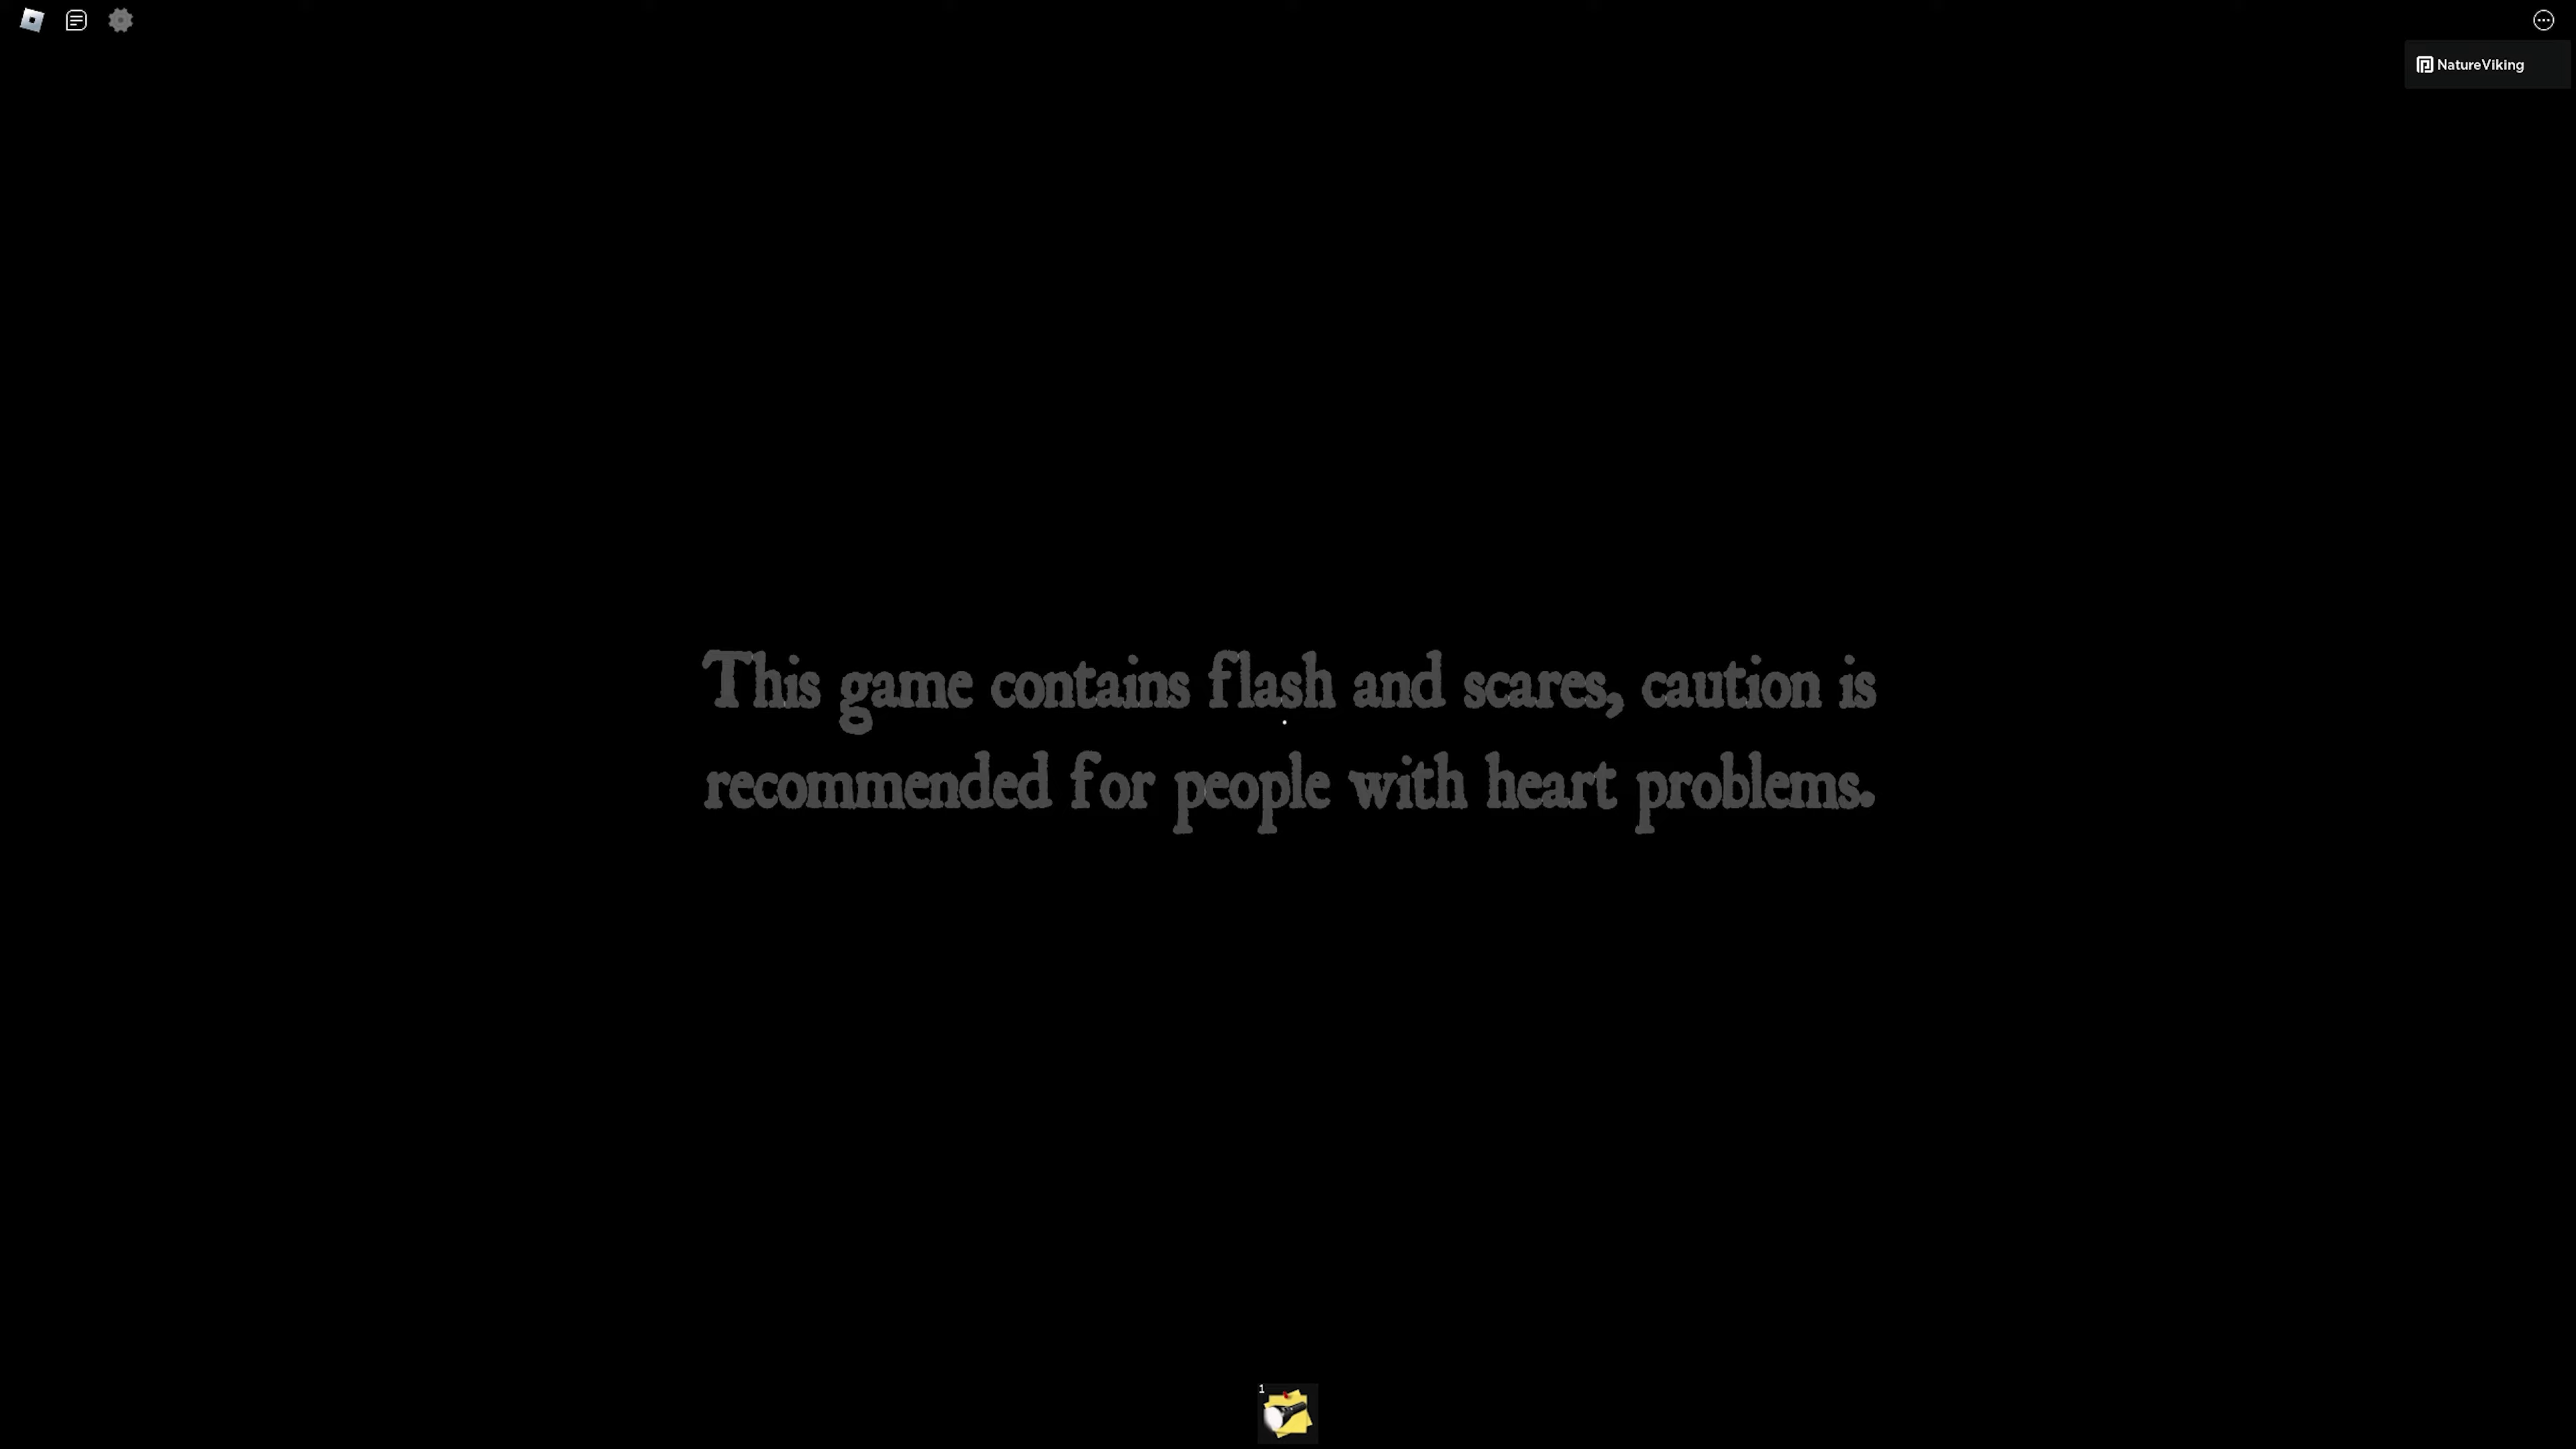 NatureViking
This game contains flash and scares, caution is
recommended for people with heart problems.
1